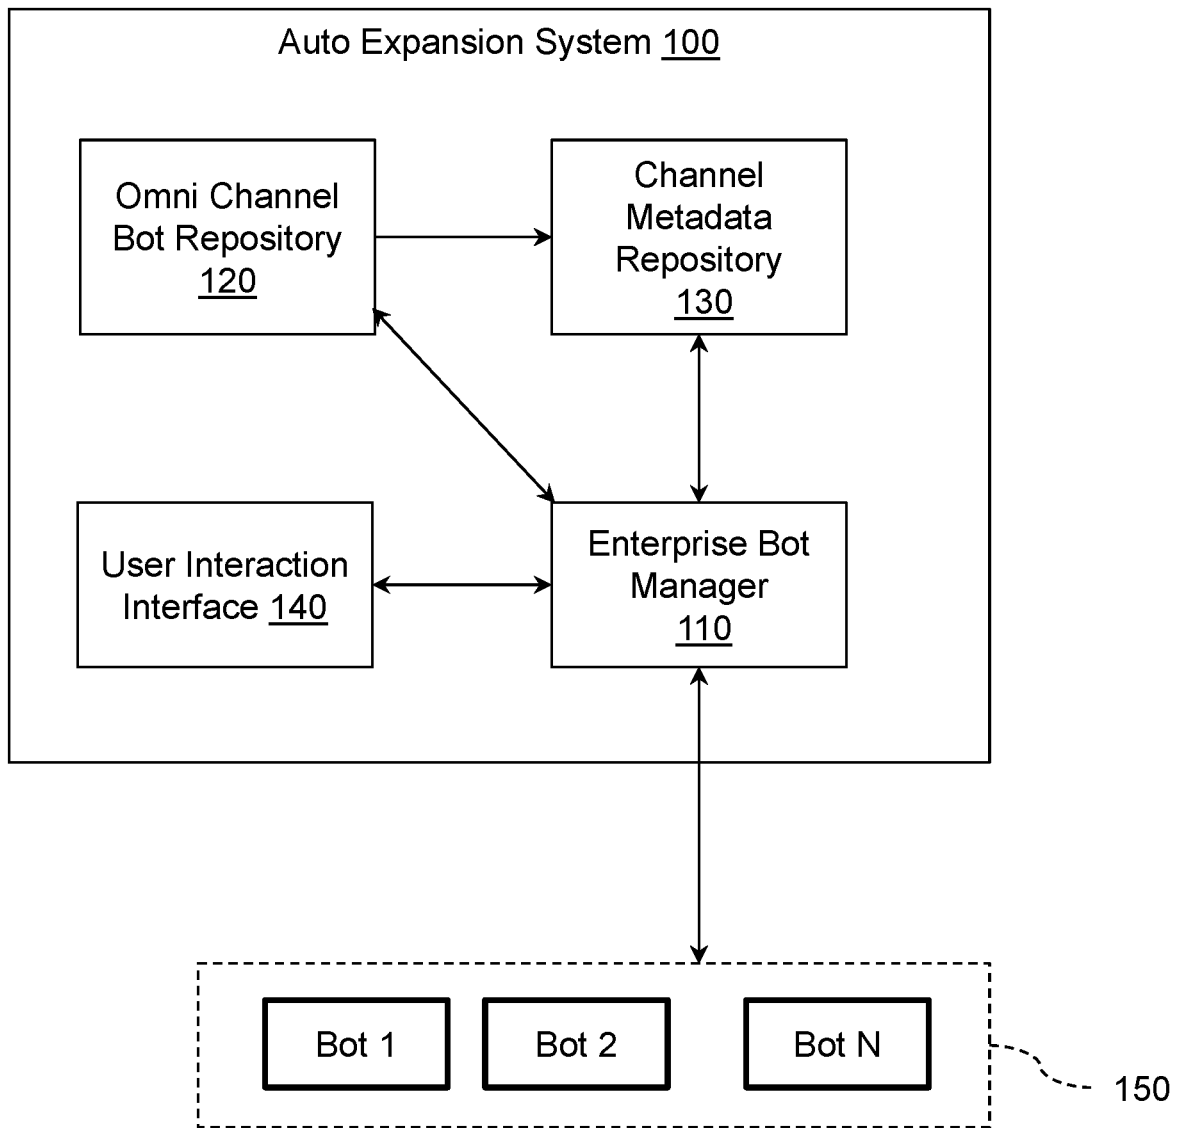 Auto Expansion System 100
Omni Channel
Bot Repository
120
Channel
Metadata
Repository
130
User Interaction
Interface 140
Enterprise Bot
Manager
110
Bot 1
Bot 2
Bot N
150